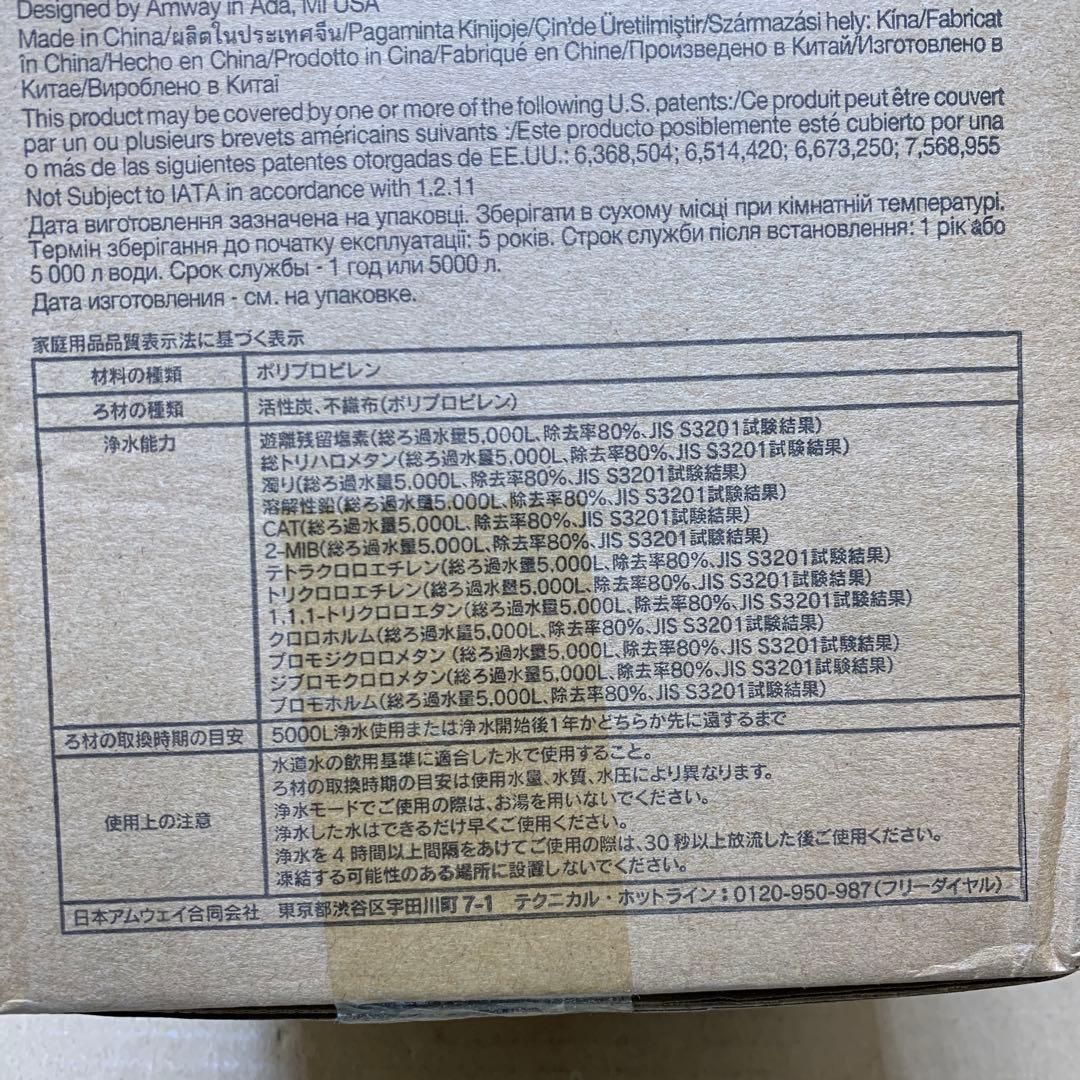 Designed by Amway in Ada, MI USA
Made in China/ผลิตในประเทศจีน/Pagaminta Kinijoje/Çin'de Üretilmiştir/Származási hely: Kína/Fabricat
în China/Hecho en China/Prodotto in Cina/Fabriqué en Chine/Произведено в Китай/Изготовлено в
Китае/Вироблено в Китаї
This product may be covered by one or more of the following U.S. patents:/Ce produit peut être couvert
par un ou plusieurs brevets américains suivants :/Este producto posiblemente esté cubierto por una
o más de las siguientes patentes otorgadas de EE.UU.: 6,368,504; 6,514,420; 6,673,250; 7,568,955
Not Subject to IATA in accordance with 1.2.11
Дата виготовлення зазначена на упаковці. Зберігати в сухому місці при кімнатній температурі.
Термін зберігання до початку експлуатації: 5 років. Строк служби після встановлення: 1 рік або
5 000 л води. Срок службы - 1 год или 5000 л.
Дата изготовления - см. на упаковке.
家庭用品品質表示法に基づく表示
材料の種類 ポリプロピレン
ろ材の種類 活性炭、不織布(ポリプロピレン)
浄水能力 遊離残留塩素(総ろ過水量5,000L、除去率80%、JIS S3201試験結果)
総トリハロメタン(総ろ過水量5,000L、除去率80%、JIS S3201試験結果)
濁り(総ろ過水量5,000L、除去率80%、JIS S3201試験結果)
溶解性鉛(総ろ過水量5,000L、除去率80%、JIS S3201試験結果)
CAT(総ろ過水量5,000L、除去率80%、JIS S3201試験結果)
2-MIB(総ろ過水量5,000L、除去率80%、JIS S3201試験結果)
テトラクロロエチレン(総ろ過水量5,000L、除去率80%、JIS S3201試験結果)
トリクロロエチレン(総ろ過水量5,000L、除去率80%、JIS S3201試験結果)
1.1.1-トリクロロエタン(総ろ過水量5,000L、除去率80%、JIS S3201試験結果)
クロロホルム(総ろ過水量5,000L、除去率80%、JIS S3201試験結果)
ブロモジクロロメタン(総ろ過水量5,000L、除去率80%、JIS S3201試験結果)
ジブロモクロロメタン(総ろ過水量5,000L、除去率80%、JIS S3201試験結果)
ブロモホルム(総ろ過水量5,000L、除去率80%、JIS S3201試験結果)
ろ材の取換時期の目安 5000L浄水使用または浄水開始後1年かどちらか先に達するまで
水道水の飲用基準に適合した水で使用すること。
ろ材の取換時期の目安は使用水量、水質、水圧により異なります。
浄水モードでご使用の際は、お湯を用いないでください。
使用上の注意 浄水した水はできるだけ早くご使用ください。
浄水を4時間以上間隔をあけてご使用の際は、30秒以上放流した後ご使用ください。
凍結する可能性のある場所に設置しないでください。
日本アムウェイ合同会社 東京都渋谷区宇田川町7-1 テクニカル・ホットライン:0120-950-987(フリーダイヤル)